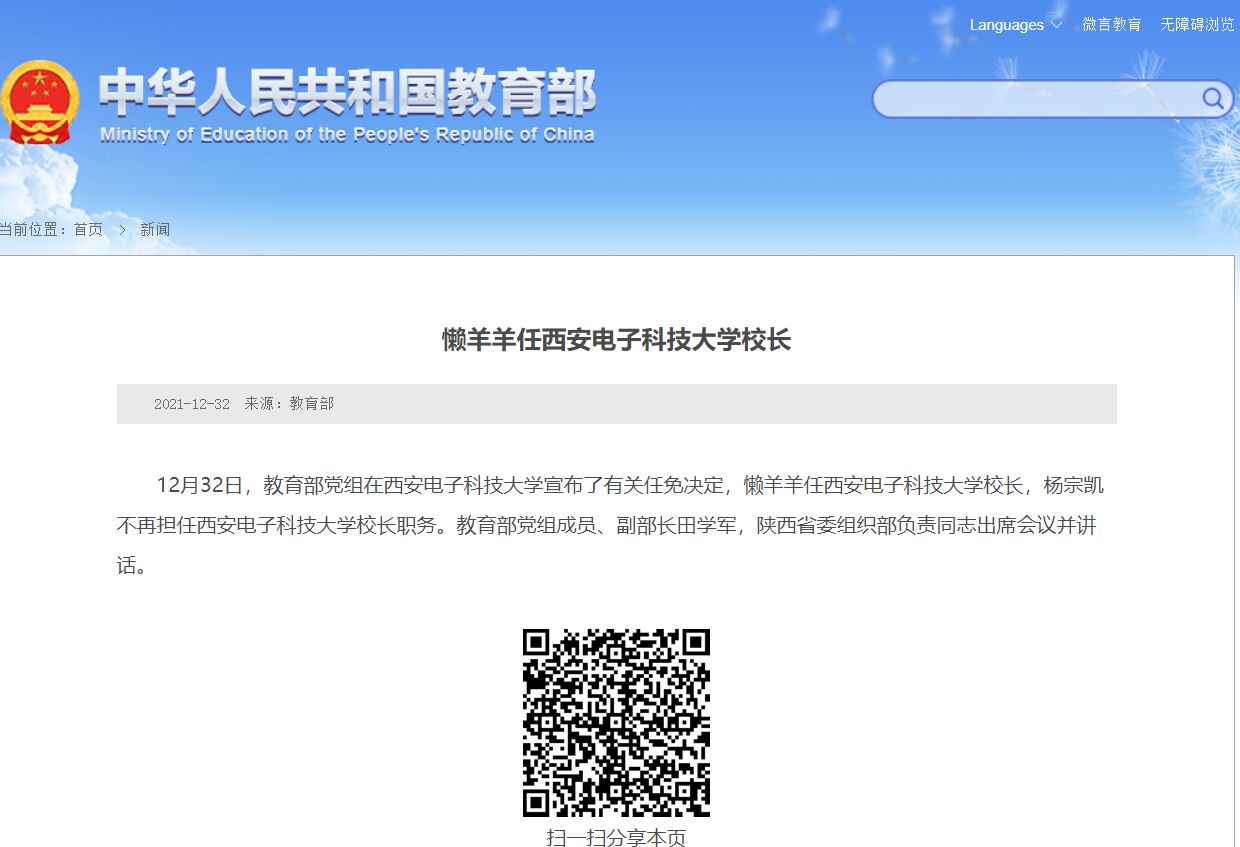 Languages 微言教育 无障碍浏览
中华人民共和国教育部
Ministry of Education of the People's Republic of China
当前位置：首页 > 新闻
懒羊羊任西安电子科技大学校长
2021-12-32 来源：教育部
12月32日，教育部党组在西安电子科技大学宣布了有关任免决定，懒羊羊任西安电子科技大学校长，杨宗凯
不再担任西安电子科技大学校长职务。教育部党组成员、副部长田学军，陕西省委组织部负责同志出席会议并讲
话。
扫一扫分享本页